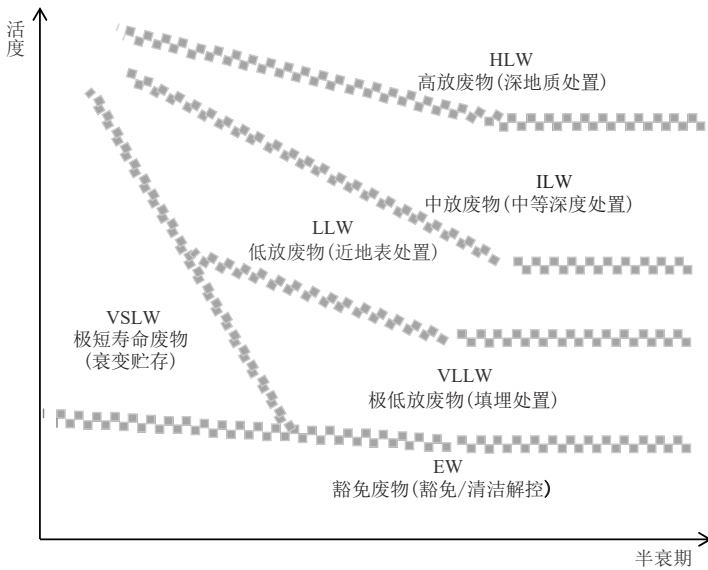 活
度
HLW
高放废物(深地质处置)
ILW
中放废物(中等深度处置)
LLW
低放废物(近地表处置)
VSLW
极短寿命废物
(衰变贮存)
VLLW
极低放废物(填埋处置)
EW
豁免废物(豁免/清洁解控)
半衰期